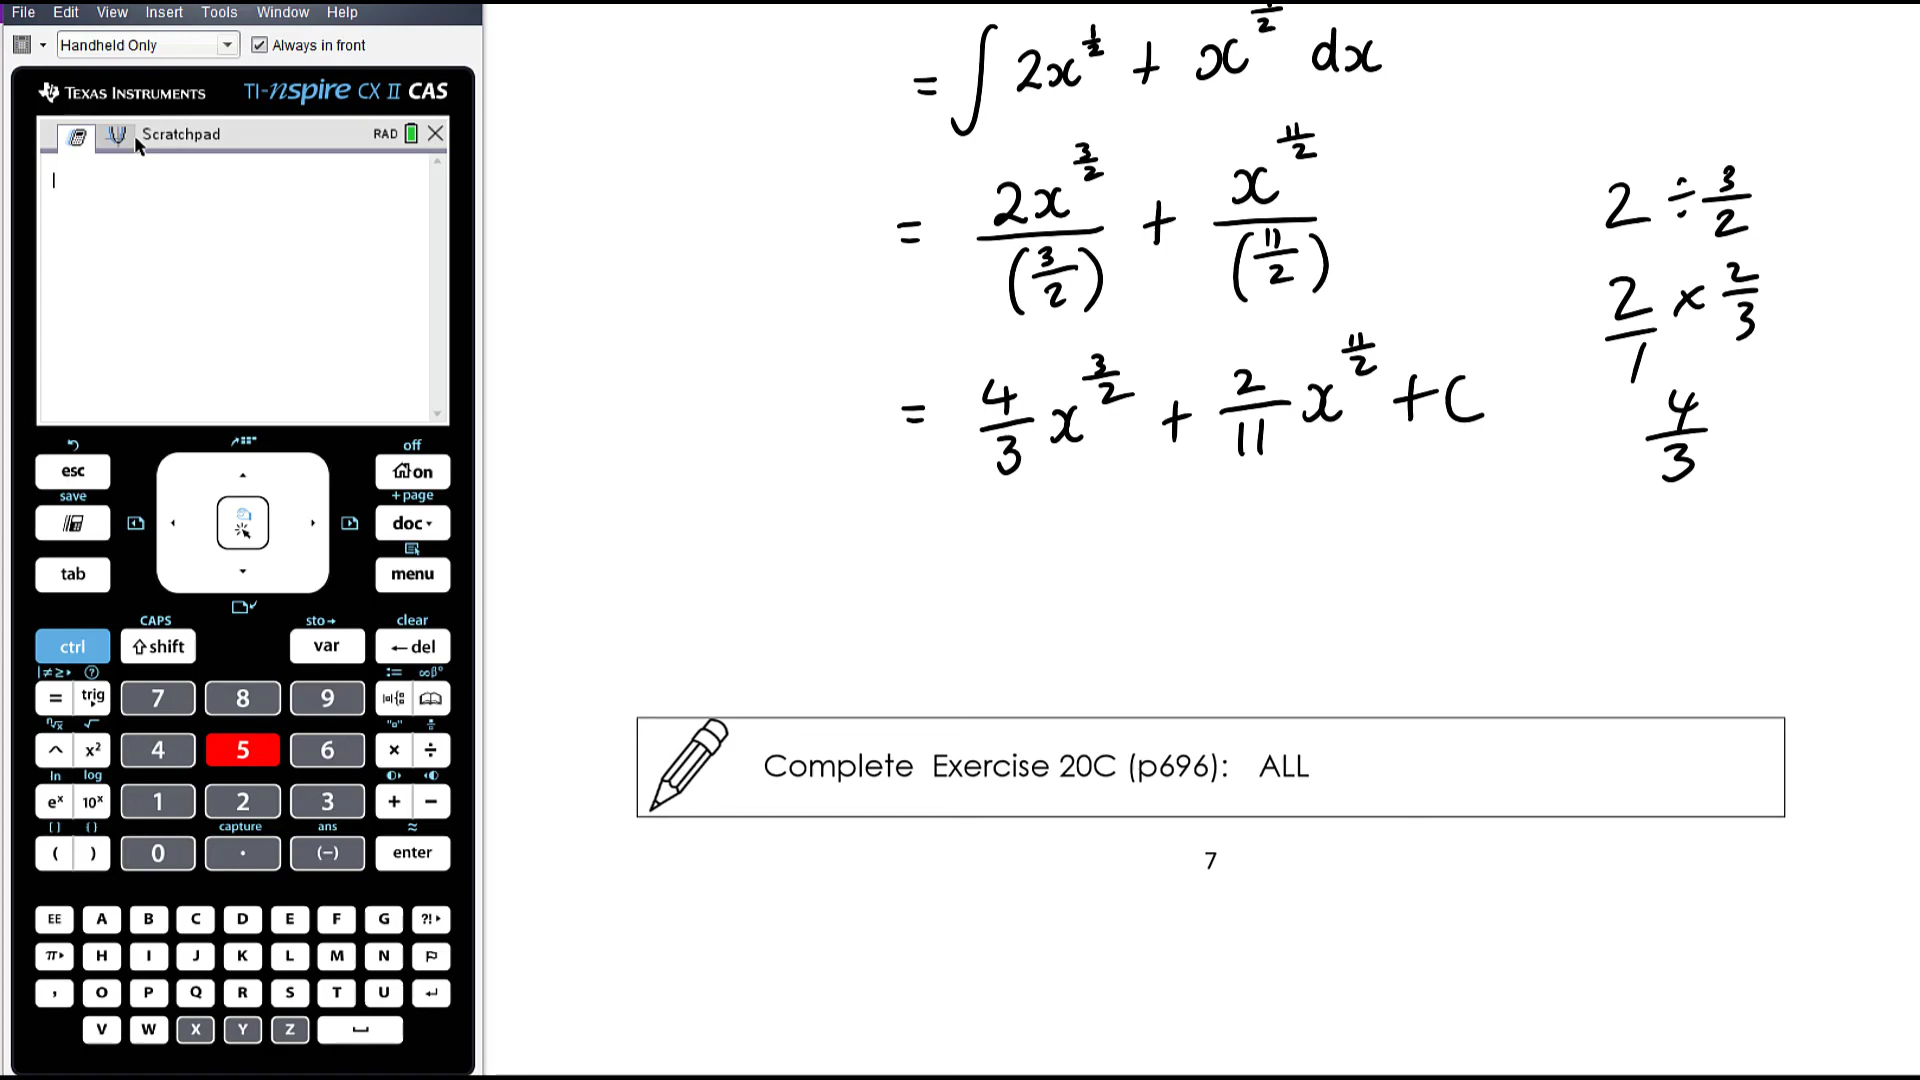 File Edit View Insert Tools Window Help
Handheld Only Always in front
TEXAS INSTRUMENTS TI-nspire CX II CAS
Scratchpad RAD
off
esc on
save + page
doc
tab menu
CAPS sto→ clear
ctrl ⇧shift var ←del
= trig 7 8 9
^ x² 4 5 6 × ÷
ln log
eˣ 10ˣ 1 2 3 + −
[ ] { } capture ans ≈
( ) 0 . (−) enter
EE A B C D E F G ?!▸
π▸ H I J K L M N
, O P Q R S T U ↵
V W X Y Z
= ∫ 2x^(1/2) + x^(/2) dx
= 2x^(3/2)/(3/2) + x^(11/2)/(11/2)
= 4/3 x^(3/2) + 2/11 x^(11/2) + C
2 ÷ 3/2
2/1 × 2/3
4/3
Complete Exercise 20C (p696): ALL
7